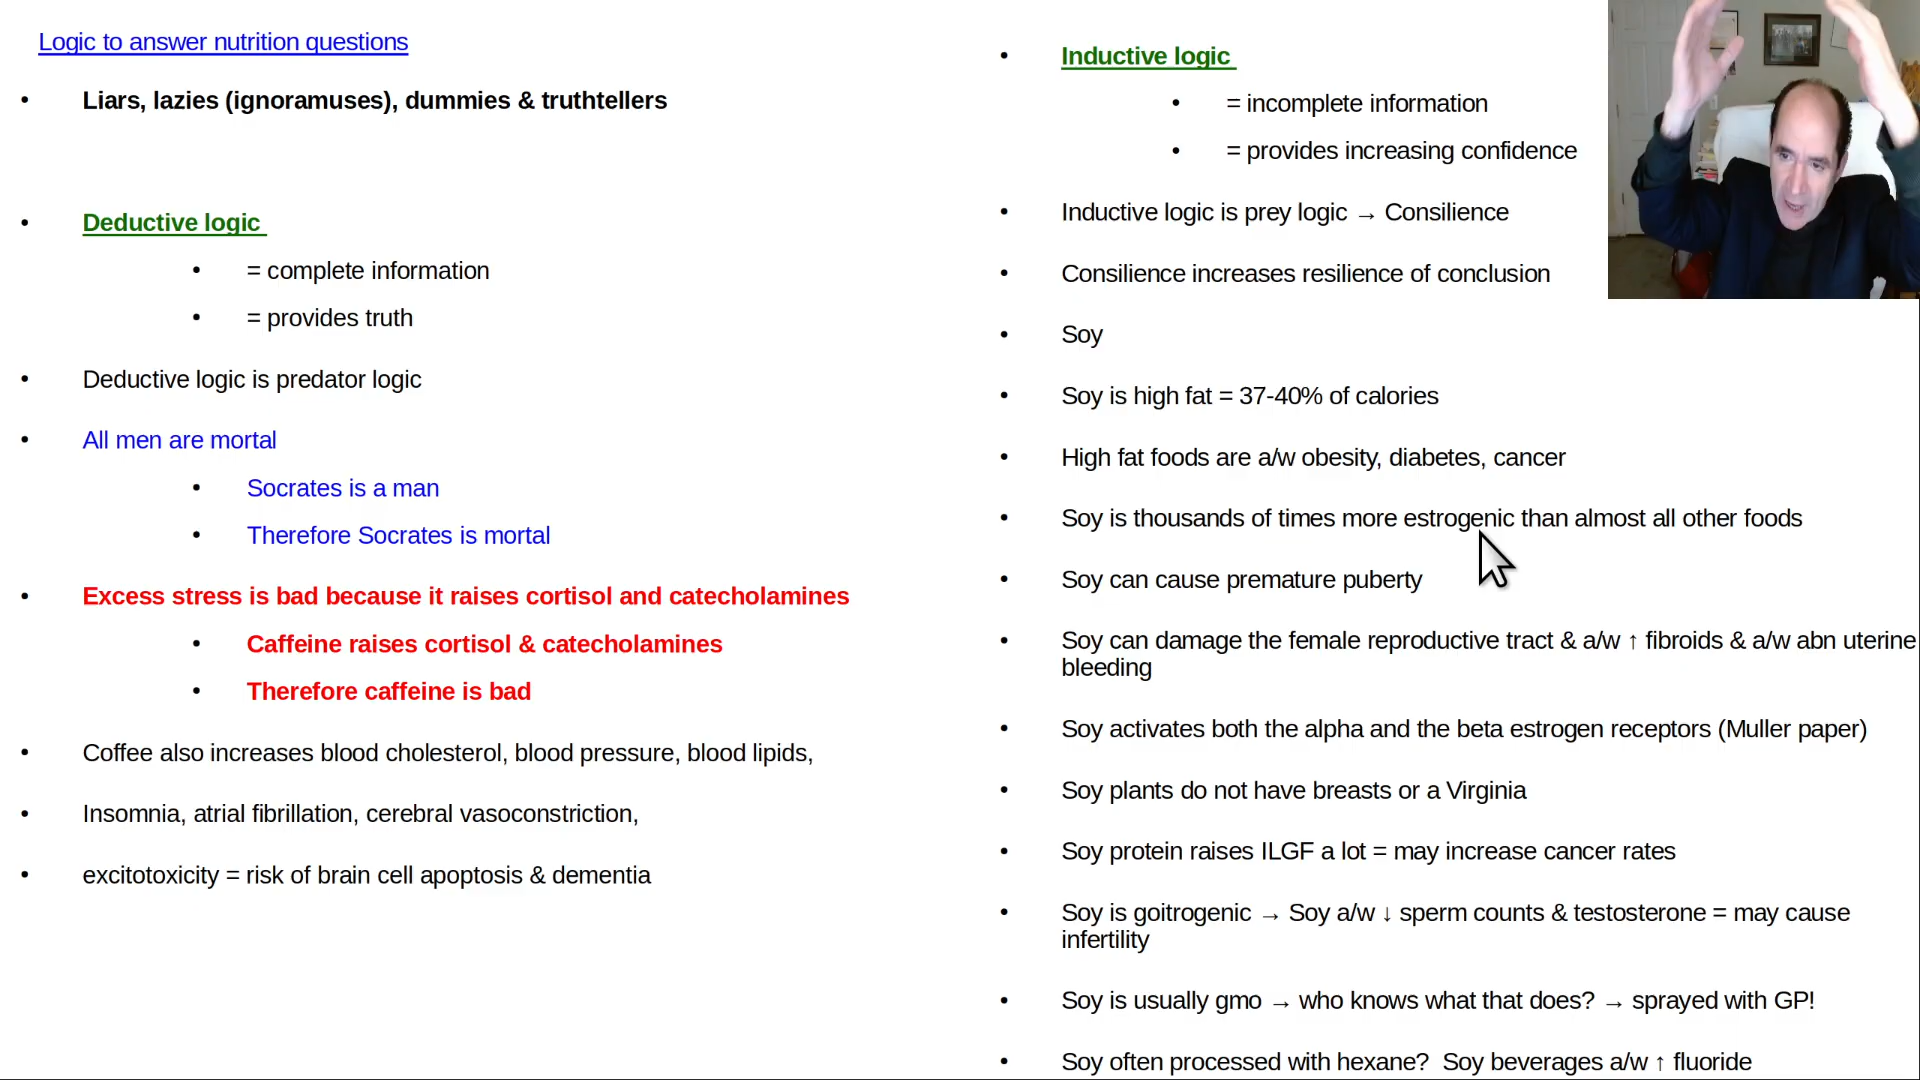 Logic to answer nutrition questions
• Liars, lazies (ignoramuses), dummies & truthtellers
• Deductive logic
• = complete information
• = provides truth
• Deductive logic is predator logic
• All men are mortal
• Socrates is a man
• Therefore Socrates is mortal
• Excess stress is bad because it raises cortisol and catecholamines
• Caffeine raises cortisol & catecholamines
• Therefore caffeine is bad
• Coffee also increases blood cholesterol, blood pressure, blood lipids,
• Insomnia, atrial fibrillation, cerebral vasoconstriction,
• excitotoxicity = risk of brain cell apoptosis & dementia
• Inductive logic
• = incomplete information
• = provides increasing confidence
• Inductive logic is prey logic → Consilience
• Consilience increases resilience of conclusion
• Soy
• Soy is high fat = 37-40% of calories
• High fat foods are a/w obesity, diabetes, cancer
• Soy is thousands of times more estrogenic than almost all other foods
• Soy can cause premature puberty
• Soy can damage the female reproductive tract & a/w ↑ fibroids & a/w abn uterine
bleeding
• Soy activates both the alpha and the beta estrogen receptors (Muller paper)
• Soy plants do not have breasts or a Virginia
• Soy protein raises ILGF a lot = may increase cancer rates
• Soy is goitrogenic → Soy a/w ↓ sperm counts & testosterone = may cause
infertility
• Soy is usually gmo → who knows what that does? → sprayed with GP!
• Soy often processed with hexane?  Soy beverages a/w ↑ fluoride